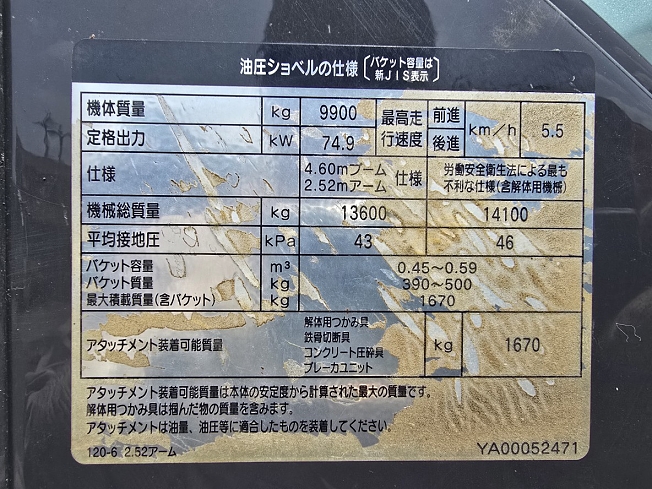 油圧ショベルの仕様〔バケット容量は 新JIS表示〕
機体質量 kg 9900 最高走行速度 前進 後進 km/h 5.5
定格出力 kW 74.9
仕様 4.60mブーム 2.52mアーム 仕様 労働安全衛生法による最も不利な仕様(含解体用機械)
機械総質量 kg 13600 14100
平均接地圧 kPa 43 46
バケット容量 m³ 0.45～0.59
バケット質量 kg 390～500
最大積載質量(含バケット) kg 1670
アタッチメント装着可能質量 解体用つかみ具 鉄骨切断具 コンクリート圧砕具 ブレーカユニット kg 1670
アタッチメント装着可能質量は本体の安定度から計算された最大の質量です。
解体用つかみ具は掴んだ物の質量を含みます。
アタッチメントは油量、油圧等に適合したものを装着してください。
120-6 2.52アーム YA00052471